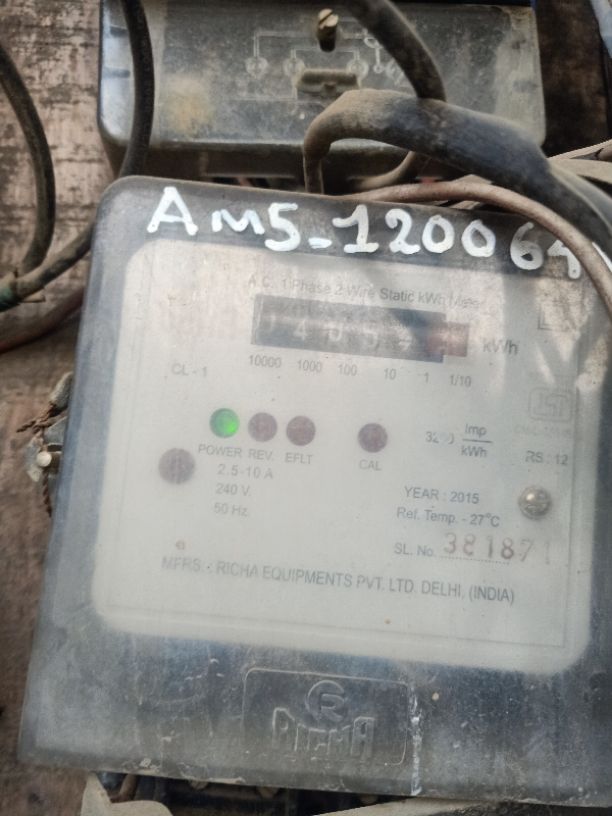 AMS-120064
A.C. 1 Phase 2 Wire Static kWh Meter
kWh
10000 1000 100 10 1 1/10
CL - 1
POWER REV. EFLT CAL
Imp
kWh
RS : 12
2.5-10 A
240 V.
50 Hz.
YEAR : 2015
Ref. Temp. - 27°C
SL. No. 381871
MFRS. : RICHA EQUIPMENTS PVT. LTD. DELHI, (INDIA)
R
RICHA